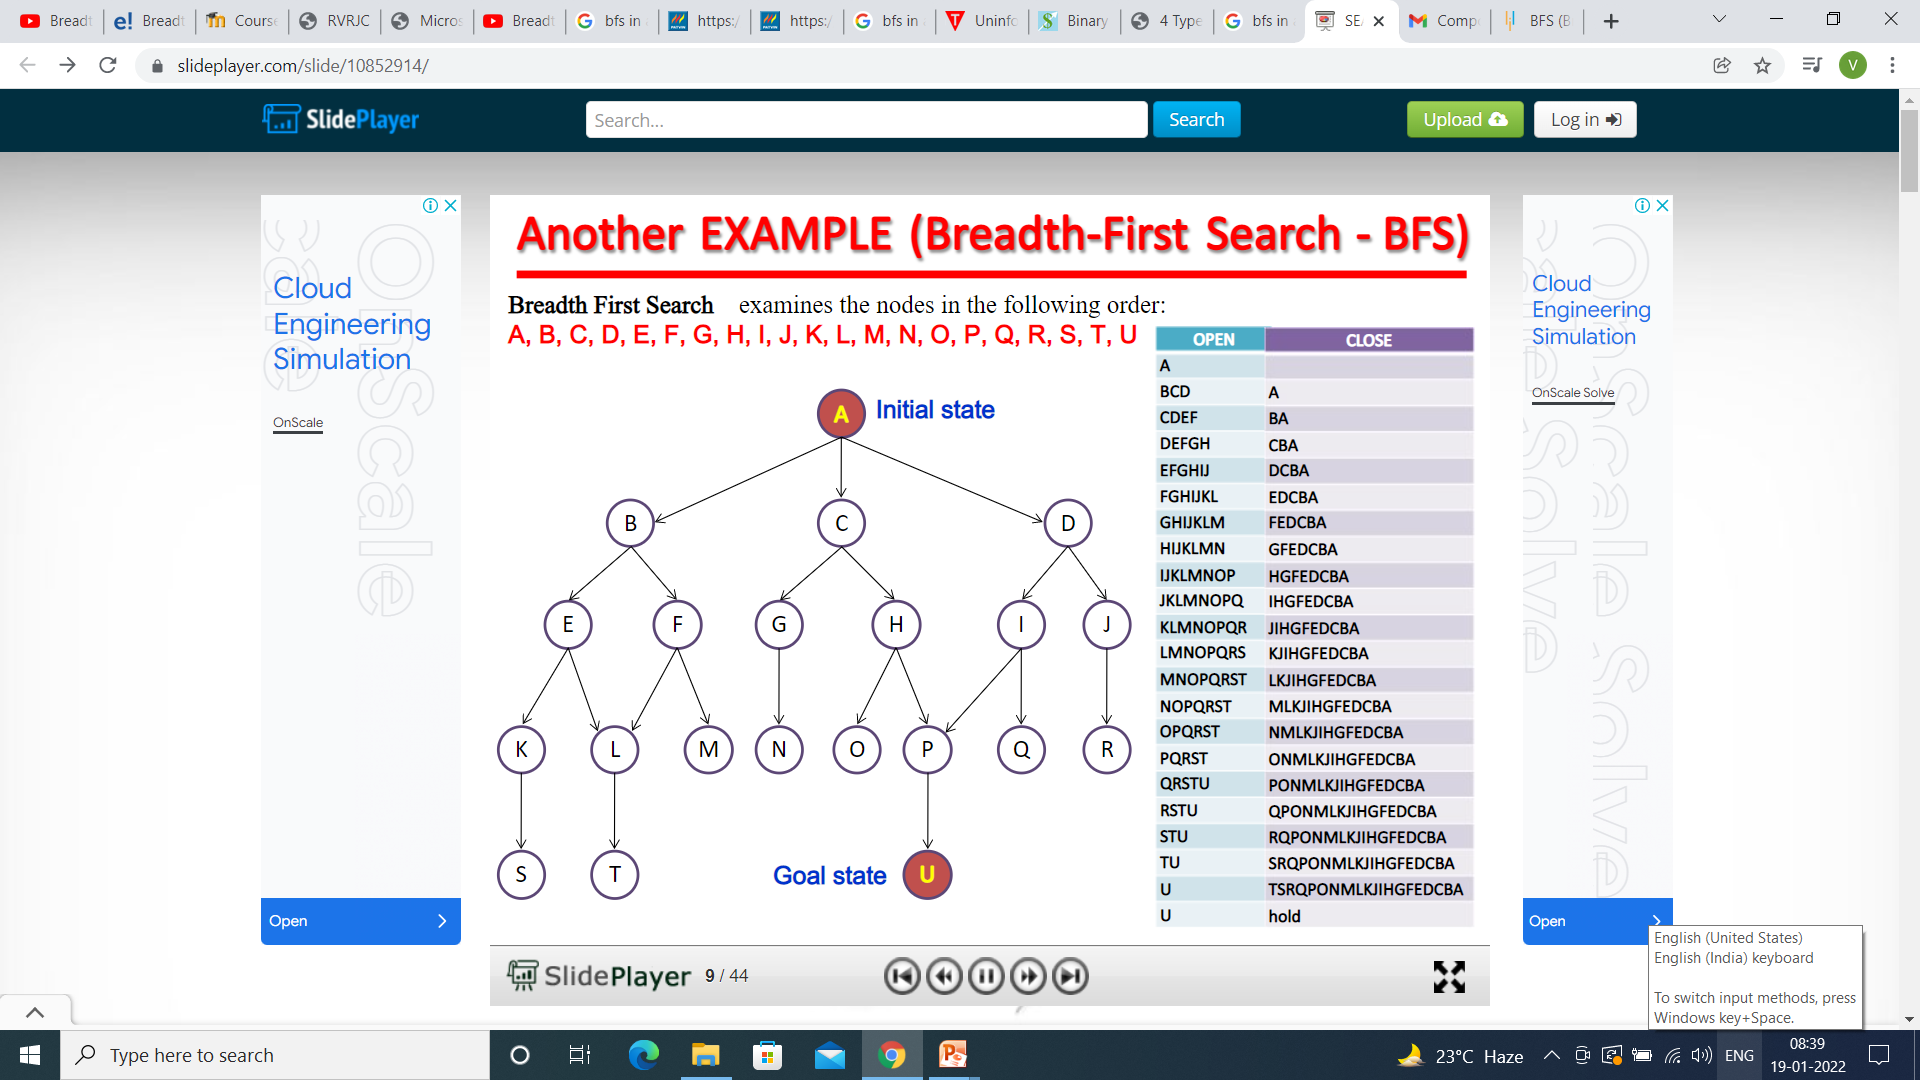 Breadt
Breadt
Course
RVRJC
Micros
Breadt
bfs in
https:/
https:/
bfs in
Uninfo
Binary
4 Type
bfs in
SEA
Comp
BFS (B
slideplayer.com/slide/10852914/
V
SlidePlayer
Search...
Search
Upload
Log in
Cloud
Engineering
Simulation
OnScale
OnScale
Open
Another EXAMPLE (Breadth-First Search - BFS)
Breadth First Search examines the nodes in the following order:
A, B, C, D, E, F, G, H, I, J, K, L, M, N, O, P, Q, R, S, T, U
A Initial state
B C D
E F G H I J
K L M N O P Q R
S T Goal state U
OPEN CLOSE
A
BCD A
CDEF BA
DEFGH CBA
EFGHIJ DCBA
FGHIJKL EDCBA
GHIJKLM FEDCBA
HIJKLMN GFEDCBA
IJKLMNOP HGFEDCBA
JKLMNOPQ IHGFEDCBA
KLMNOPQR JIHGFEDCBA
LMNOPQRS KJIHGFEDCBA
MNOPQRST LKJIHGFEDCBA
NOPQRST MLKJIHGFEDCBA
OPQRST NMLKJIHGFEDCBA
PQRST ONMLKJIHGFEDCBA
QRSTU PONMLKJIHGFEDCBA
RSTU QPONMLKJIHGFEDCBA
STU RQPONMLKJIHGFEDCBA
TU SRQPONMLKJIHGFEDCBA
U TSRQPONMLKJIHGFEDCBA
U hold
Cloud
Engineering
Simulation
OnScale Solve
OnScale Solve
Open
SlidePlayer 9 / 44
English (United States)
English (India) keyboard
To switch input methods, press
Windows key+Space.
Type here to search
23°C Haze
ENG
08:39
19-01-2022